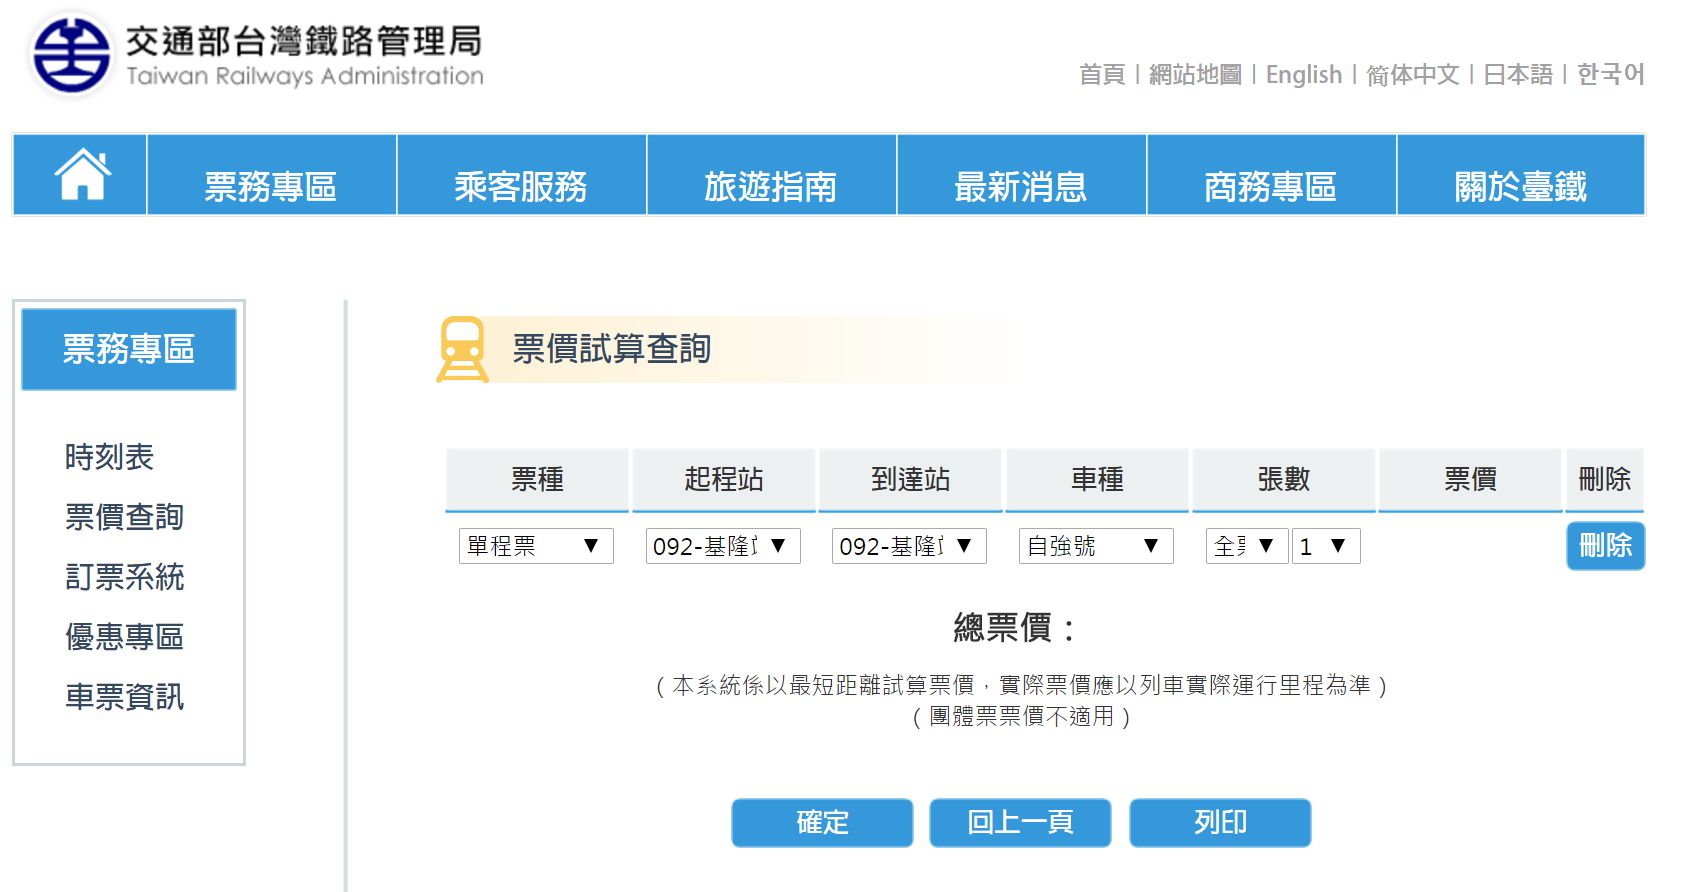 交通部台灣鐵路管理局
Taiwan Railways Administration
首頁 | 網站地圖 | English | 简体中文 | 日本語 | 한국어
票務專區 乘客服務 旅遊指南 最新消息 商務專區 關於臺鐵
票務專區
時刻表
票價查詢
訂票系統
優惠專區
車票資訊
票價試算查詢
票種 起程站 到達站 車種 張數 票價 刪除
單程票 ▼ 092-基隆 ▼ 092-基隆 ▼ 自強號 ▼ 全 ▼ 1 ▼ 刪除
總票價：
（本系統係以最短距離試算票價，實際票價應以列車實際運行里程為準）
（團體票票價不適用）
確定 回上一頁 列印